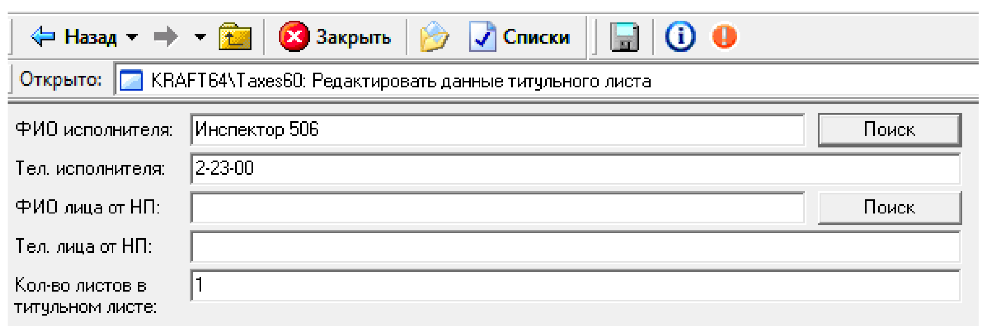 Назад Закрыть Списки
Открыто: KRAFT64\Taxes60: Редактировать данные титульного листа
ФИО исполнителя: Инспектор 506 Поиск
Тел. исполнителя: 2-23-00
ФИО лица от НП: Поиск
Тел. лица от НП:
Кол-во листов в 1
титульном листе: